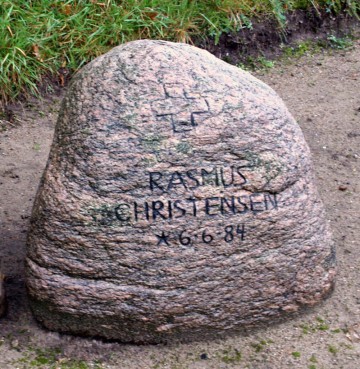 RASMUS
CHRISTENSEN
*6-6-84